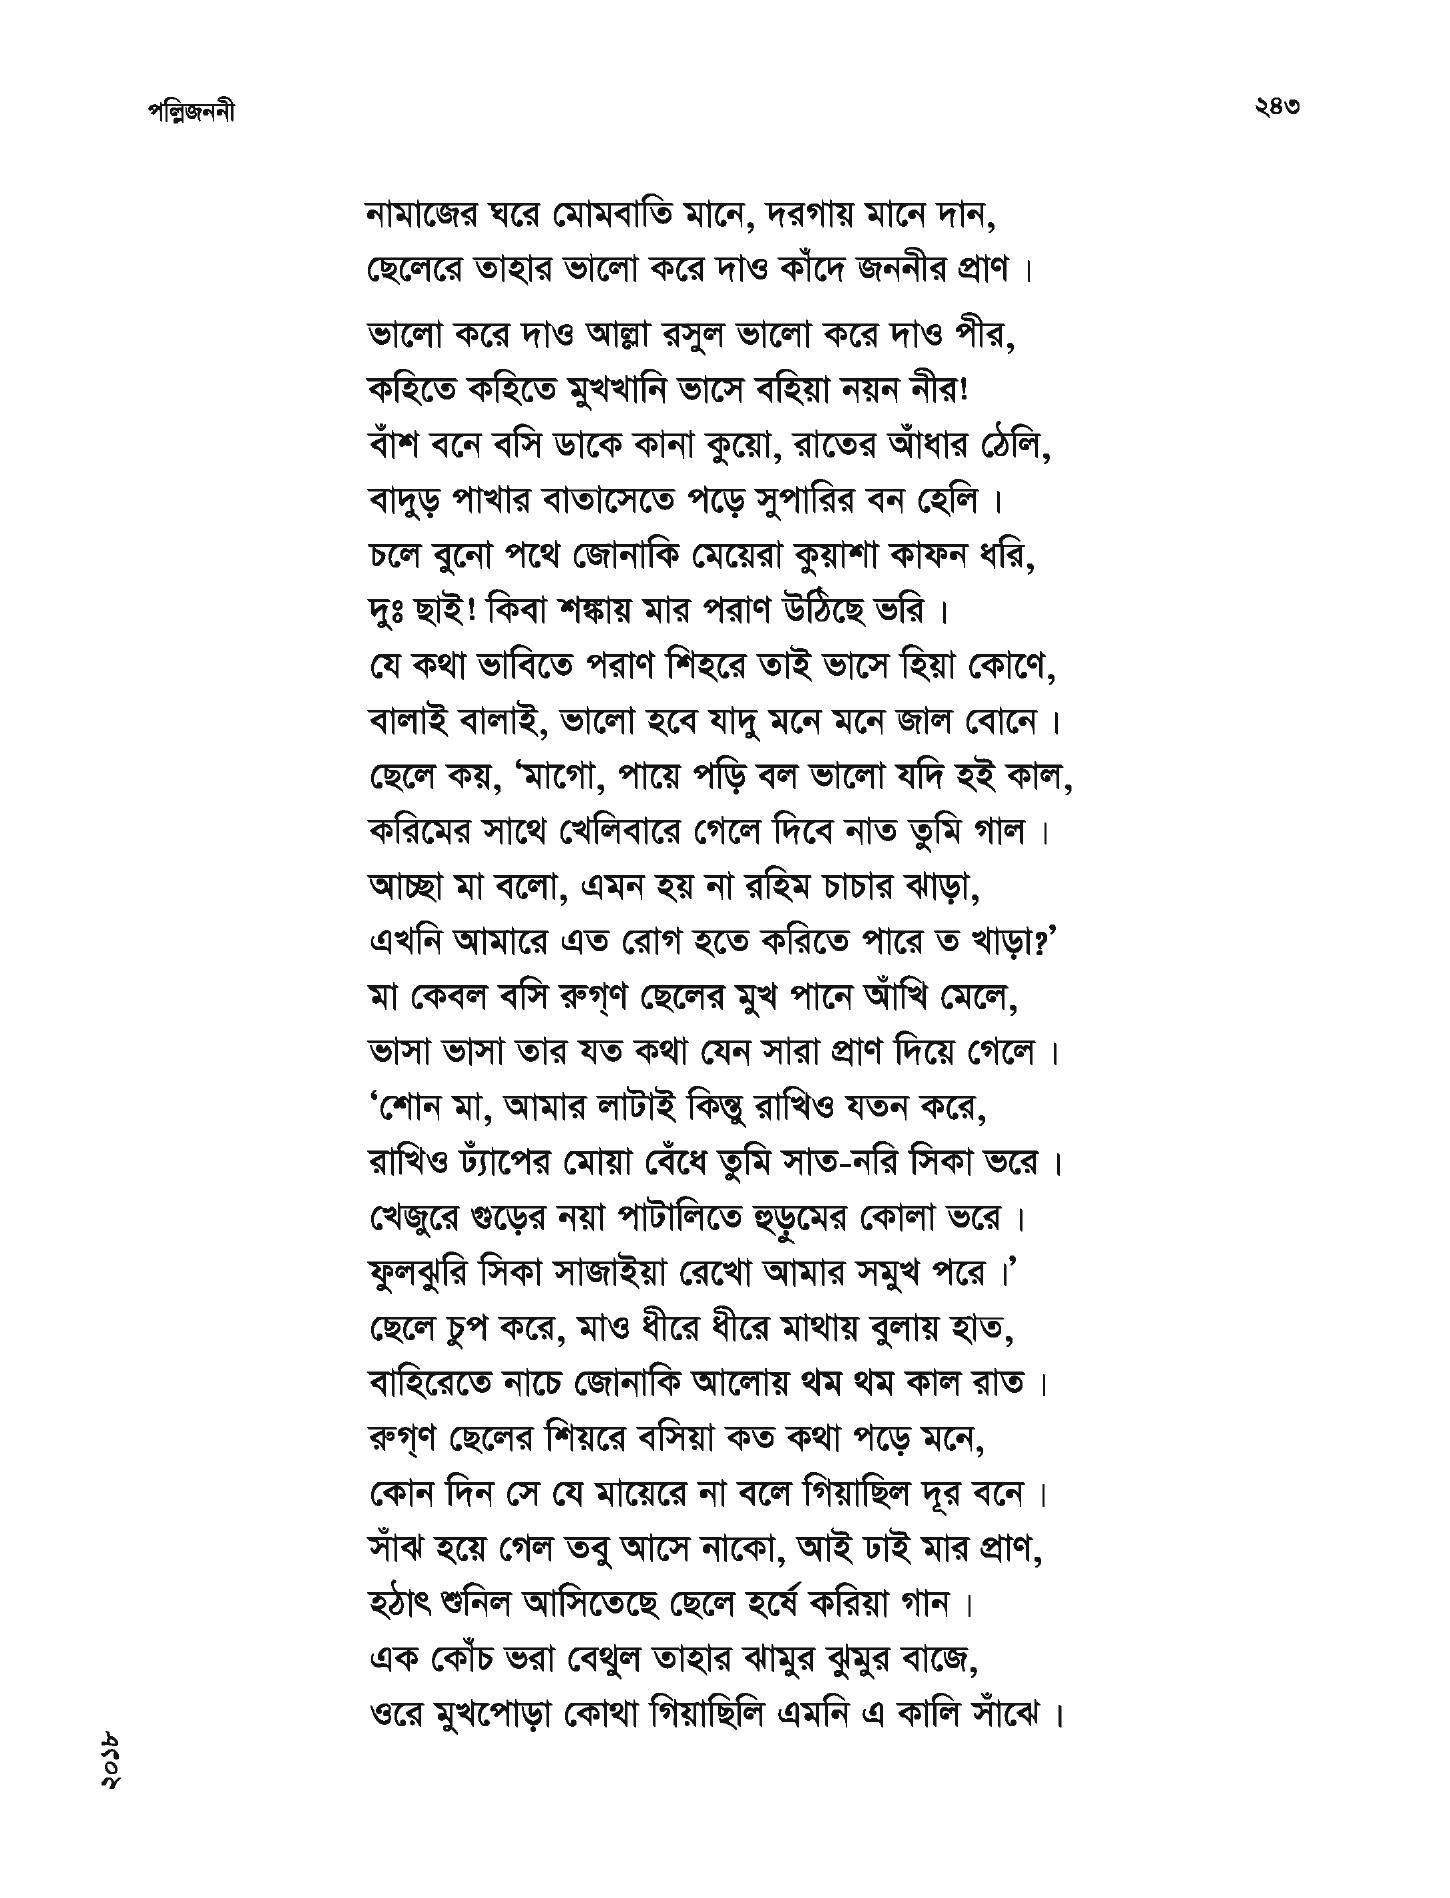 পল্লিজননী
২৪৩
নামাজের ঘরে মোমবাতি মানে, দরগায় মানে দান,
ছেলেরে তাহার ভালো করে দাও কাঁদে জননীর প্রাণ।
ভালো করে দাও আল্লা রসুল ভালো করে দাও পীর,
কহিতে কহিতে মুখখানি ভাসে বহিয়া নয়ন নীর!
বাঁশ বনে বসি ডাকে কানা কুয়ো, রাতের আঁধার ঠেলি,
বাদুড় পাখার বাতাসেতে পড়ে সুপারির বন হেলি।
চলে বুনো পথে জোনাকি মেয়েরা কুয়াশা কাফন ধরি,
দুঃ ছাই! কিবা শঙ্কায় মার পরাণ উঠিছে ভরি।
যে কথা ভাবিতে পরাণ শিহরে তাই ভাসে হিয়া কোণে,
বালাই বালাই, ভালো হবে যাদু মনে মনে জাল বোনে।
ছেলে কয়, ‘মাগো, পায়ে পড়ি বল ভালো যদি হই কাল,
করিমের সাথে খেলিবারে গেলে দিবে নাত তুমি গাল।
আচ্ছা মা বলো, এমন হয় না রহিম চাচার ঝাড়া,
এখনি আমারে এত রোগ হতে করিতে পারে ত খাড়া?’
মা কেবল বসি রুগ্‌ণ ছেলের মুখ পানে আঁখি মেলে,
ভাসা ভাসা তার যত কথা যেন সারা প্রাণ দিয়ে গেলে।
‘শোন মা, আমার লাটাই কিন্তু রাখিও যতন করে,
রাখিও ঢ্যাঁপের মোয়া বেঁধে তুমি সাত-নরি সিকা ভরে।
খেজুরে গুড়ের নয়া পাটালিতে হুড়ুমের কোলা ভরে।
ফুলঝুরি সিকা সাজাইয়া রেখো আমার সমুখ পরে।’
ছেলে চুপ করে, মাও ধীরে ধীরে মাথায় বুলায় হাত,
বাহিরেতে নাচে জোনাকি আলোয় থম থম কাল রাত।
রুগ্‌ণ ছেলের শিয়রে বসিয়া কত কথা পড়ে মনে,
কোন দিন সে যে মায়েরে না বলে গিয়াছিল দূর বনে।
সাঁঝ হয়ে গেল তবু আসে নাকো, আই ঢাই মার প্রাণ,
হঠাৎ শুনিল আসিতেছে ছেলে হর্ষে করিয়া গান।
এক কোঁচ ভরা বেথুল তাহার ঝামুর ঝুমুর বাজে,
ওরে মুখপোড়া কোথা গিয়াছিলি এমনি এ কালি সাঁঝে।
২০১৮